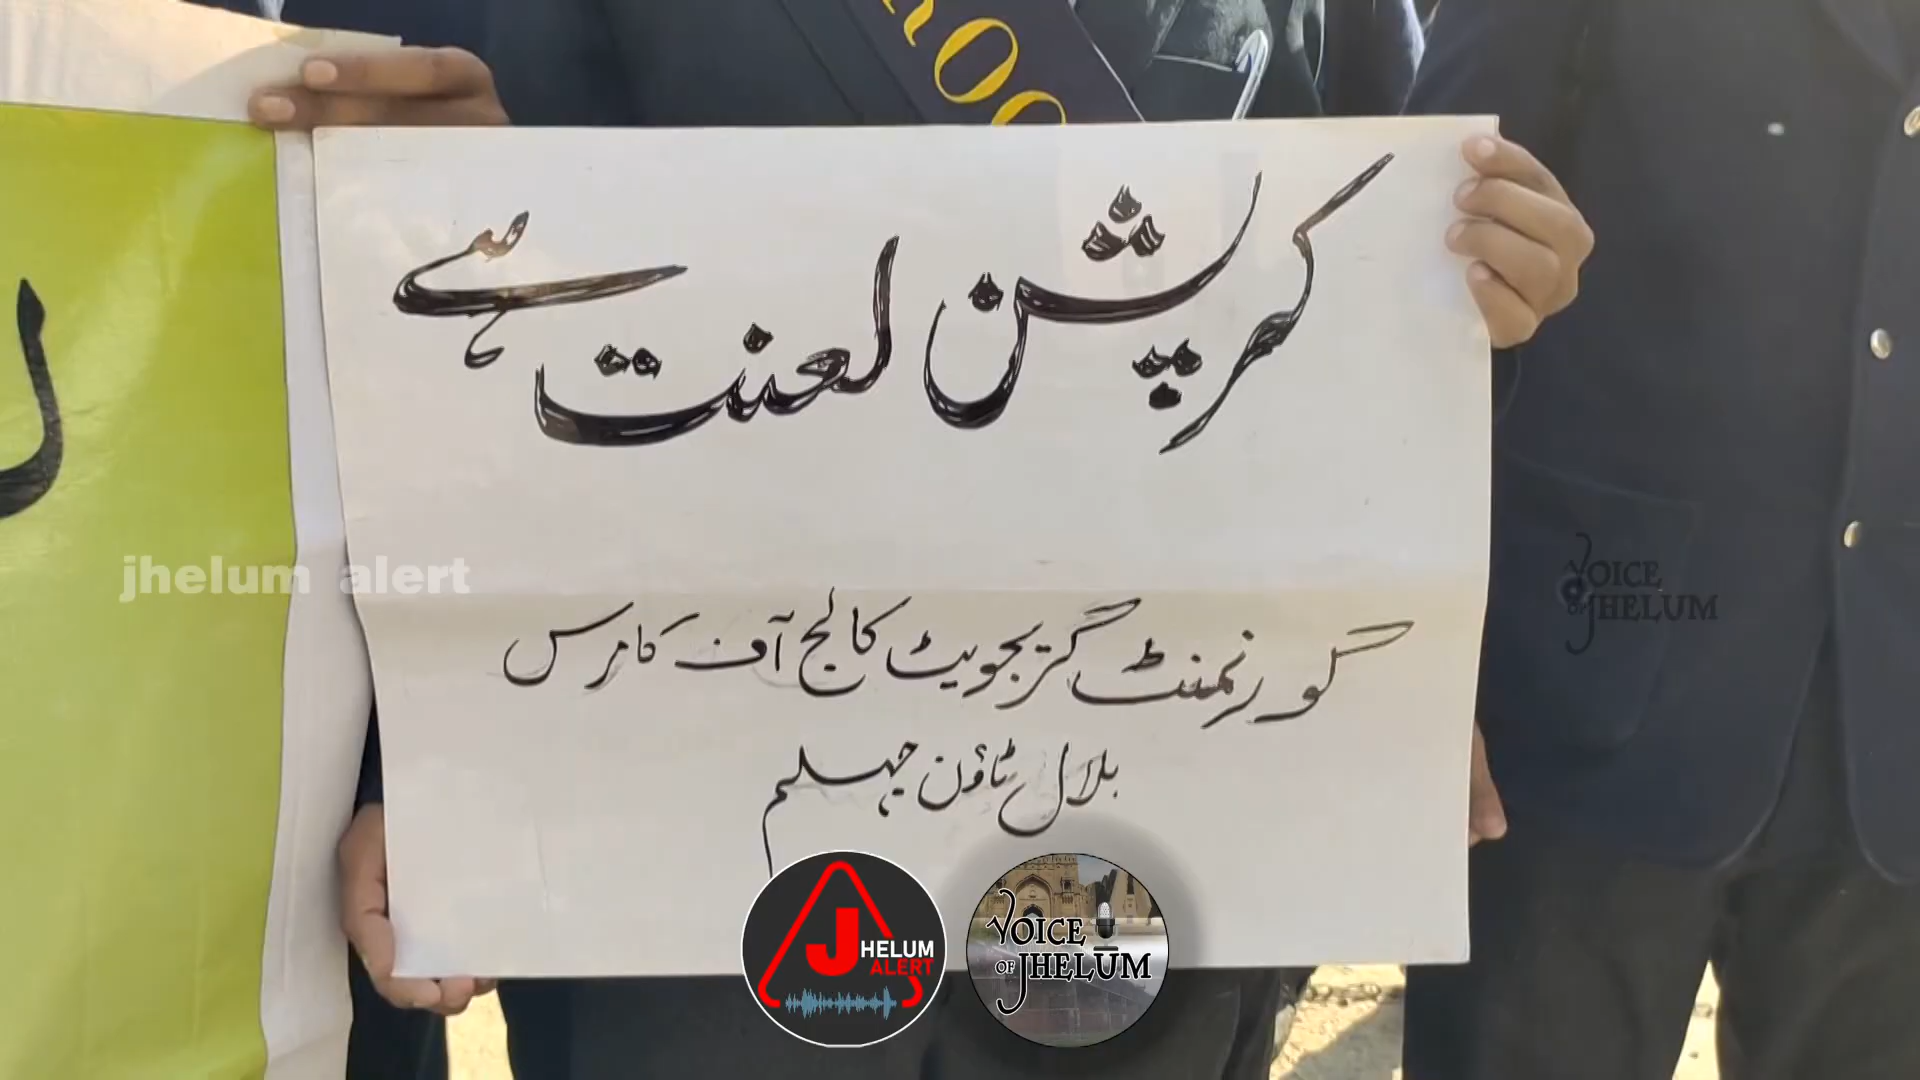 کرپشن لعنت ہے
گورنمنٹ گریجویٹ کالج آف کامرس
بلال ٹاؤن جہلم
jhelum alert
VOICE OF JHELUM
JHELUM ALERT
VOICE OF JHELUM